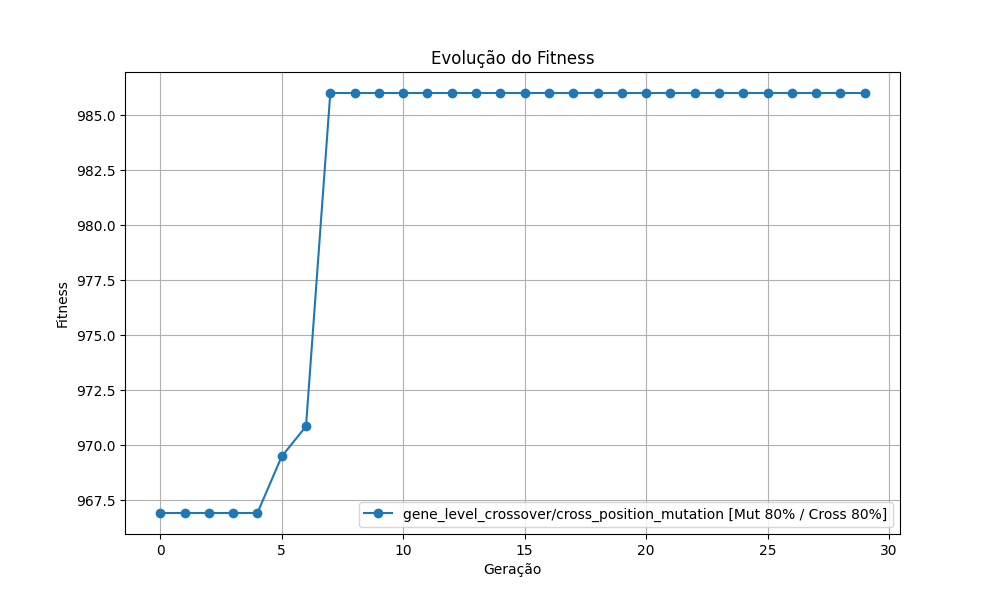 Evolução do Fitness
Fitness
985.0
982.5
980.0
977.5
975.0
972.5
970.0
967.5
gene_level_crossover/cross_position_mutation [Mut 80% / Cross 80%]
0 5 10 15 20 25 30
Geração